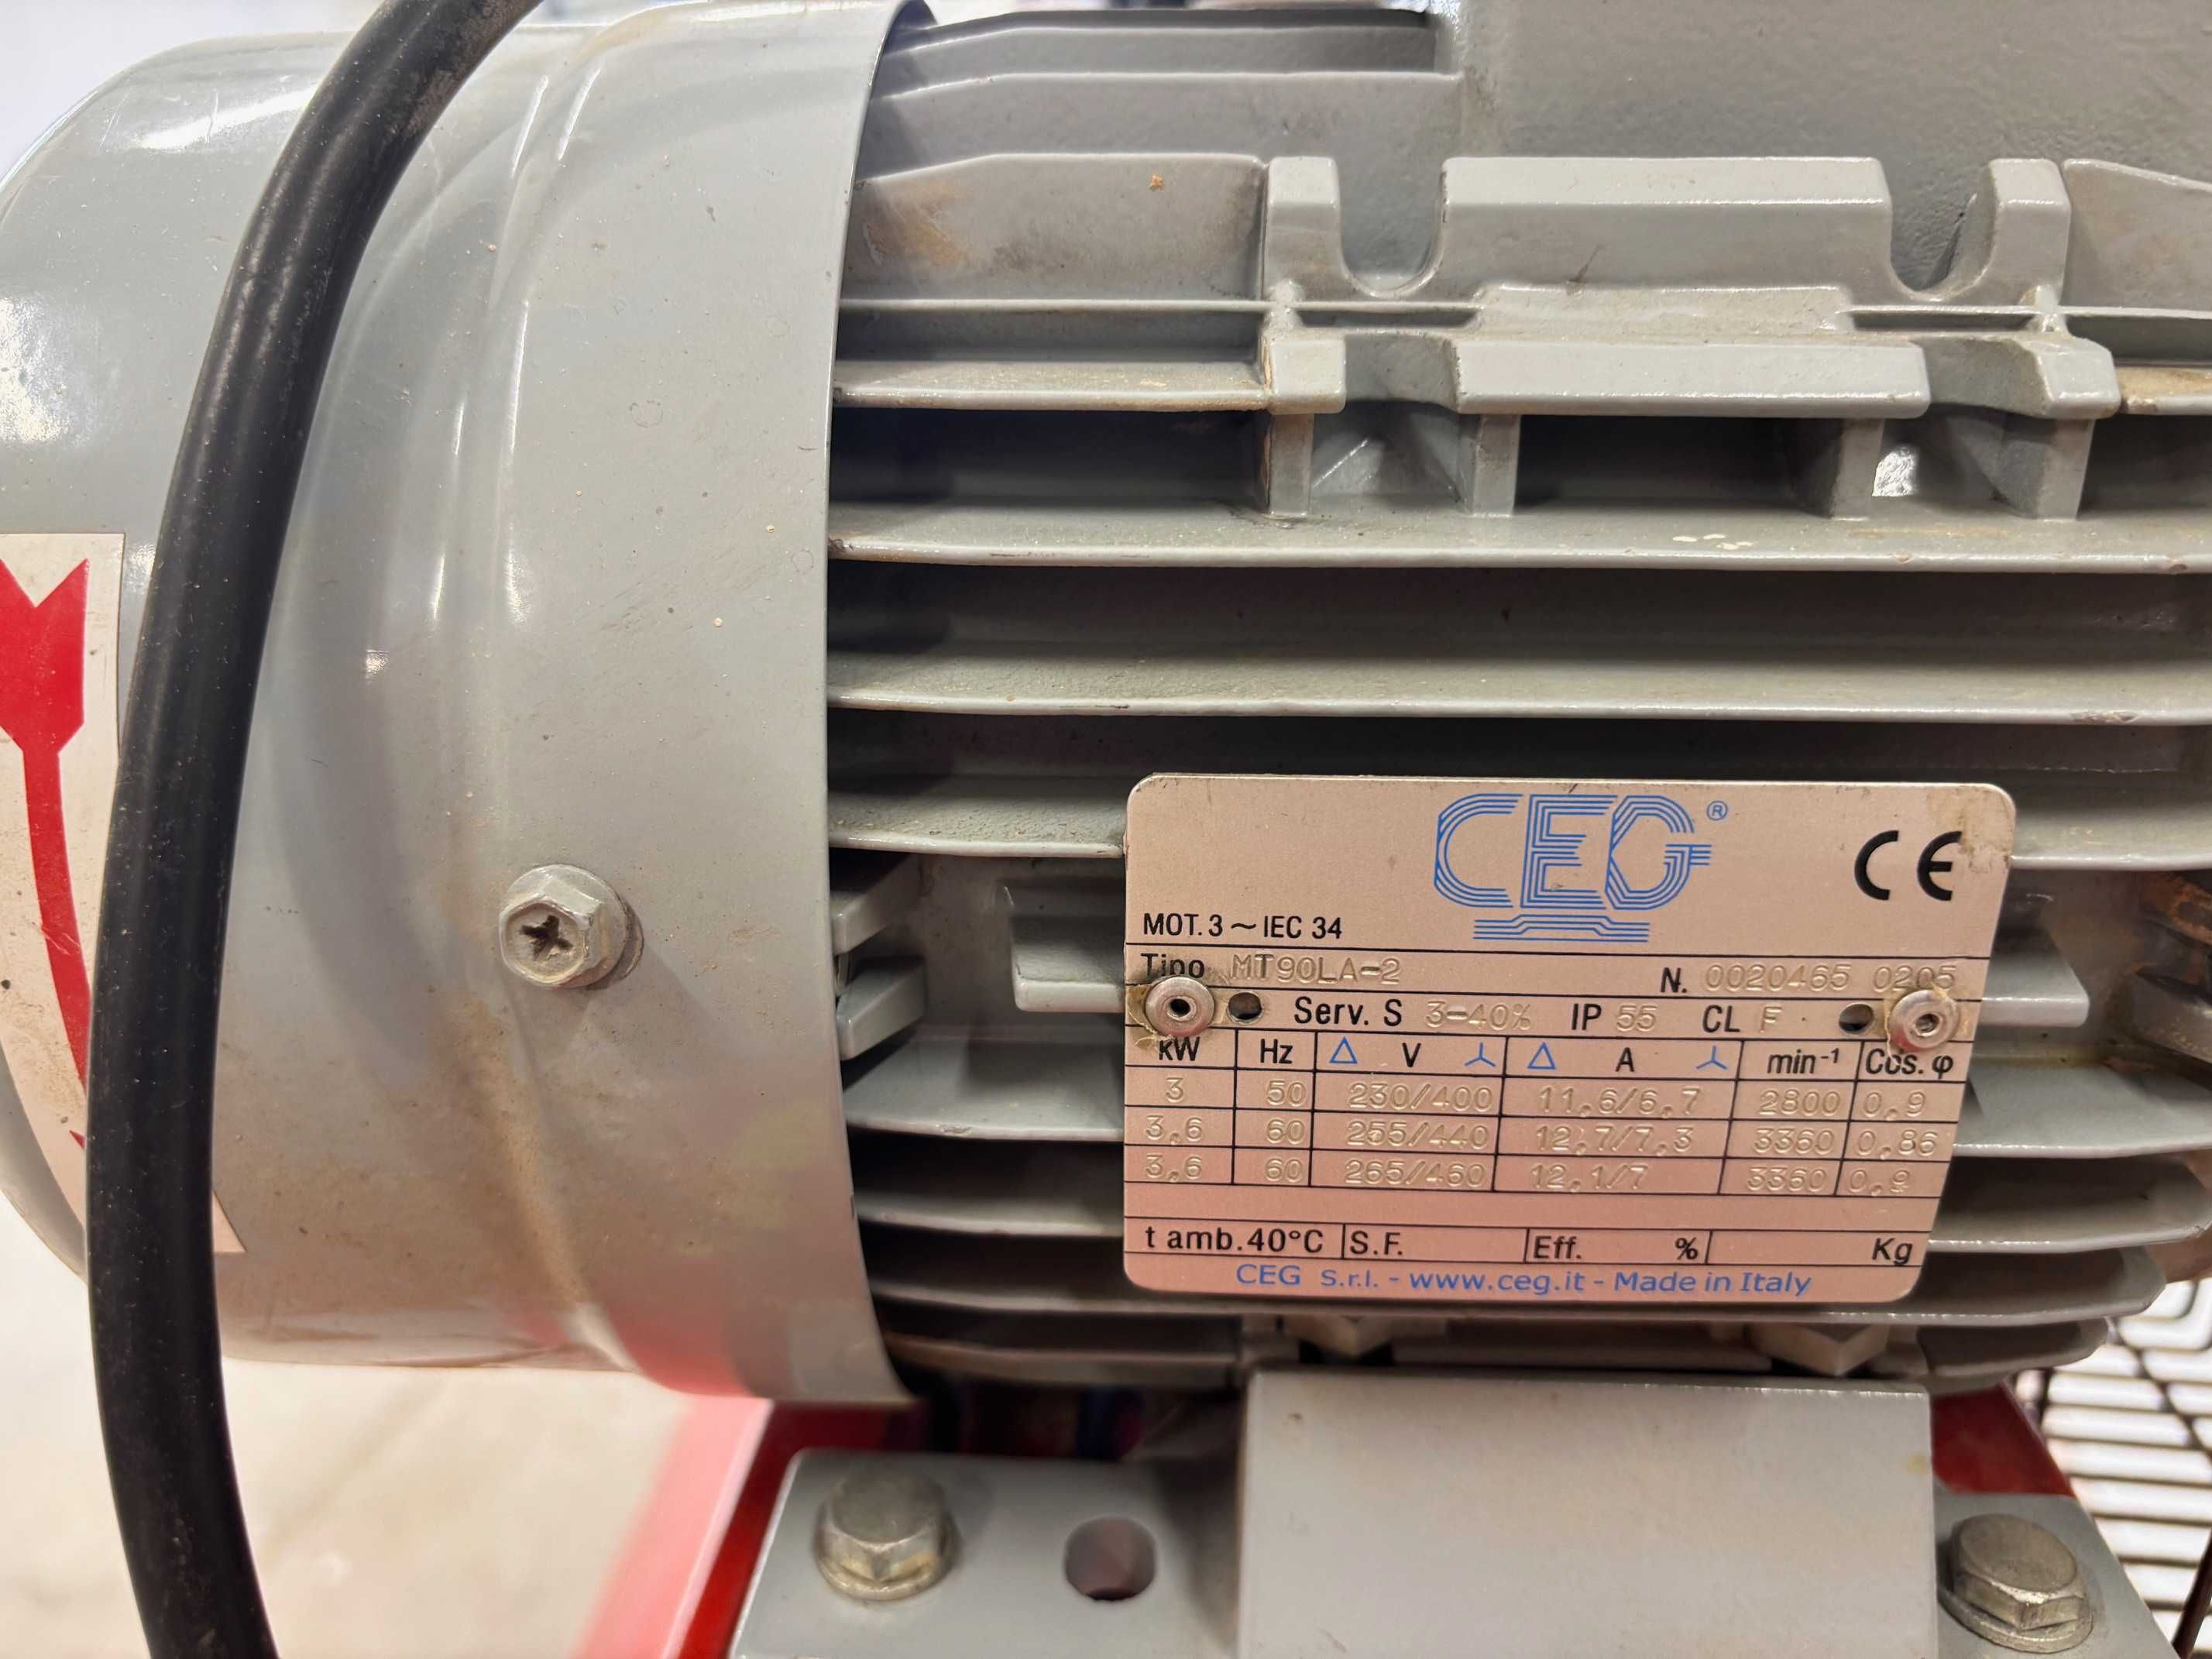 CEG®
CE
MOT. 3 ~ IEC 34
Tipo MT90LA-2 N. 0020465 0205
Serv. S 3-40% IP 55 CL F
kW Hz △ V ⅄ △ A ⅄ min⁻¹ Cos. φ
3 50 230/400 11,6/6,7 2800 0,9
3,6 60 255/440 12,7/7,3 3360 0,86
3,6 60 265/460 12,1/7 3360 0,9
t amb. 40°C S.F. Eff. % Kg
CEG S.r.l. - www.ceg.it - Made in Italy